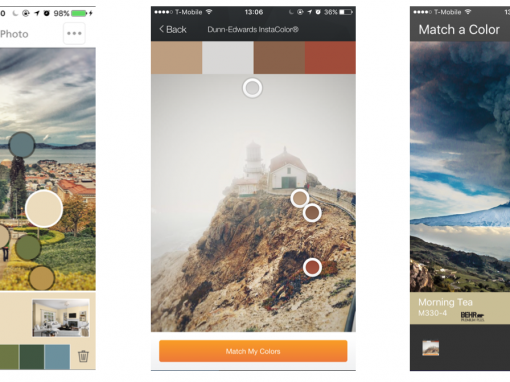 0
98%
Photo
T-Mobile
13:06
36%
Back
Dunn-Edwards InstaColor®
Match My Colors
T-Mobile
13
Match a Color
Morning Tea
M330-4
BEHR